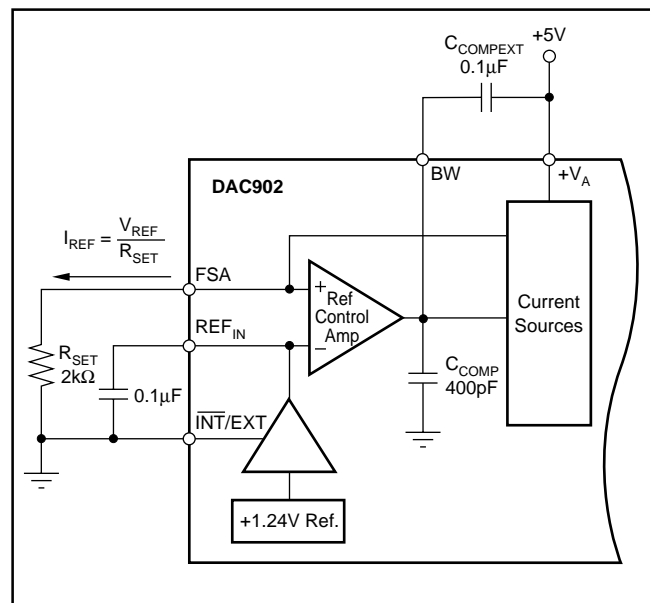 +5V
C_COMPEXT
0.1µF
BW
+V_A
DAC902
I_REF = V_REF / R_SET
FSA
+
Ref
Control
Amp
–
Current
Sources
REF_IN
R_SET
2kΩ
0.1µF
C_COMP
400pF
I̅N̅T̅/EXT
+1.24V Ref.